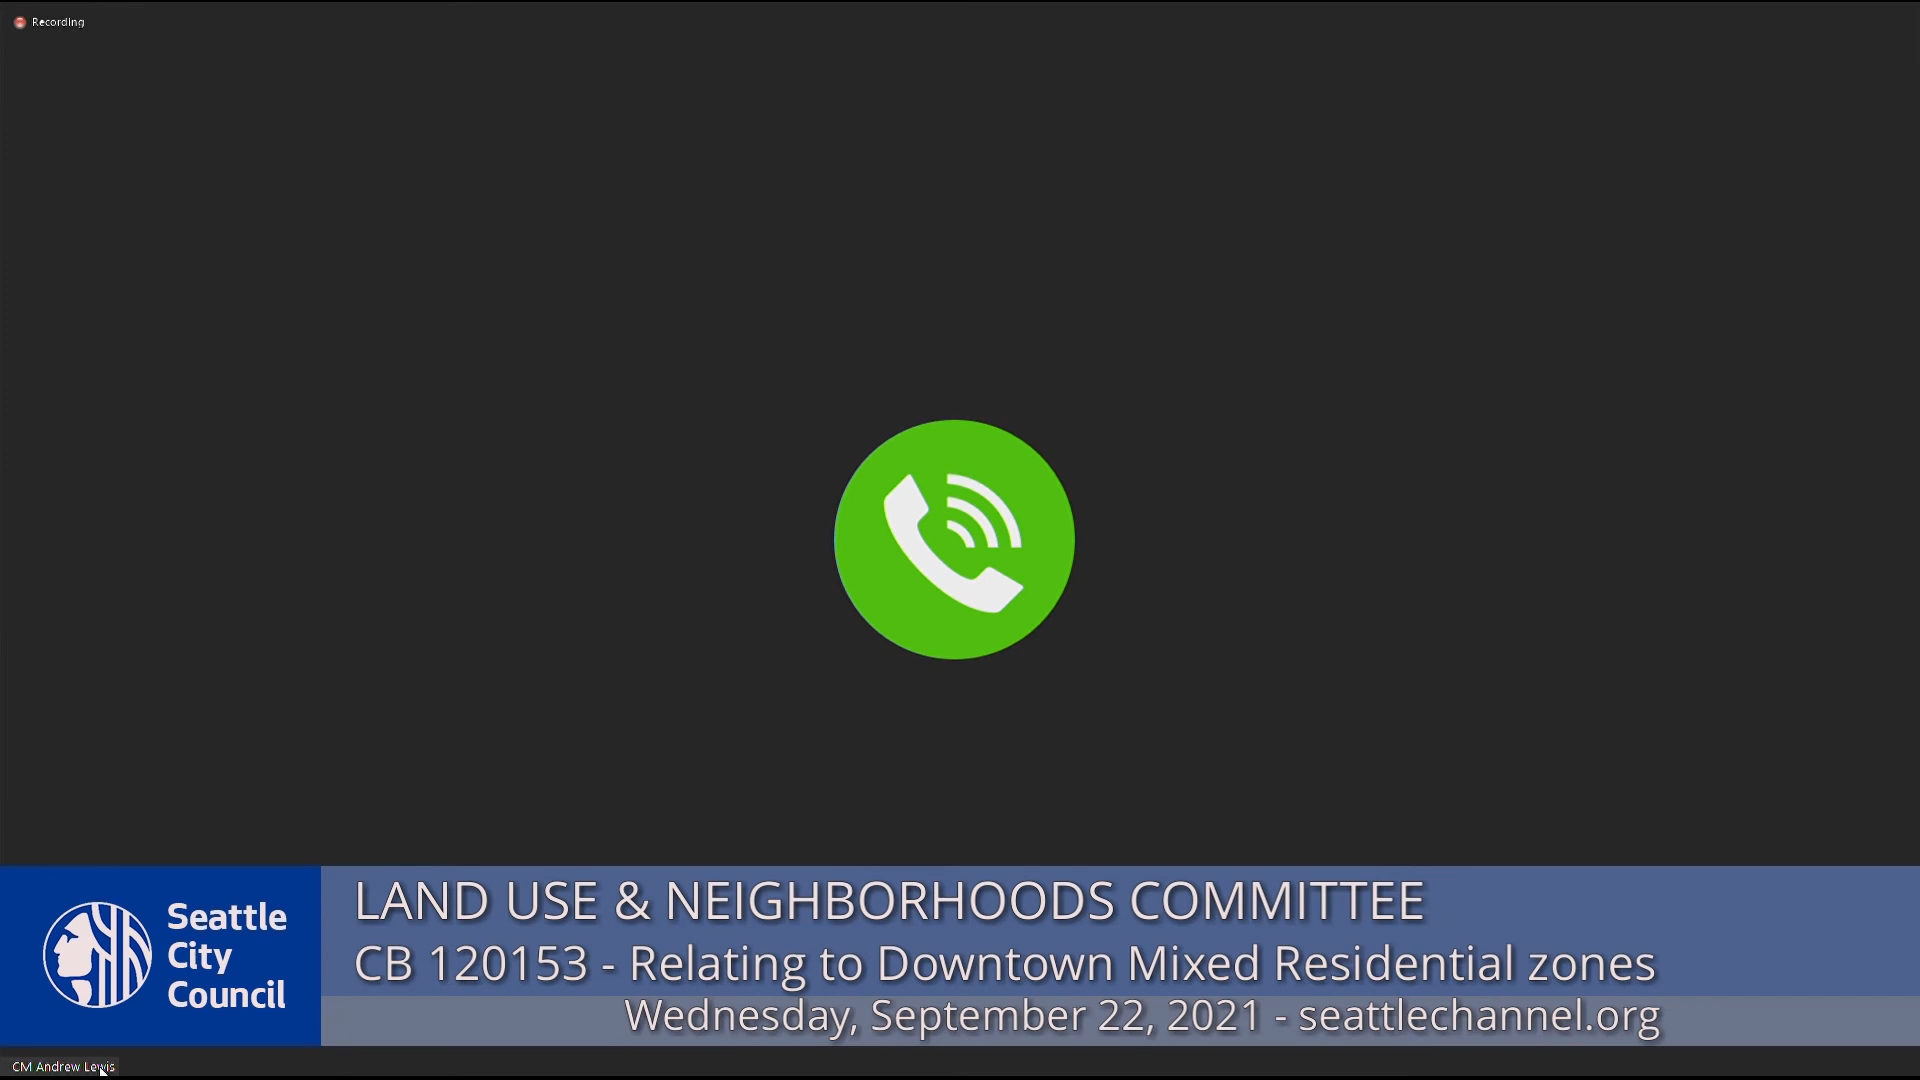 Recording
LAND USE & NEIGHBORHOODS COMMITTEE
Seattle
City
Council
CB 120153 - Relating to Downtown Mixed Residential zones
Wednesday, September 22, 2021 - seattlechannel.org
CM Andrew Lewis